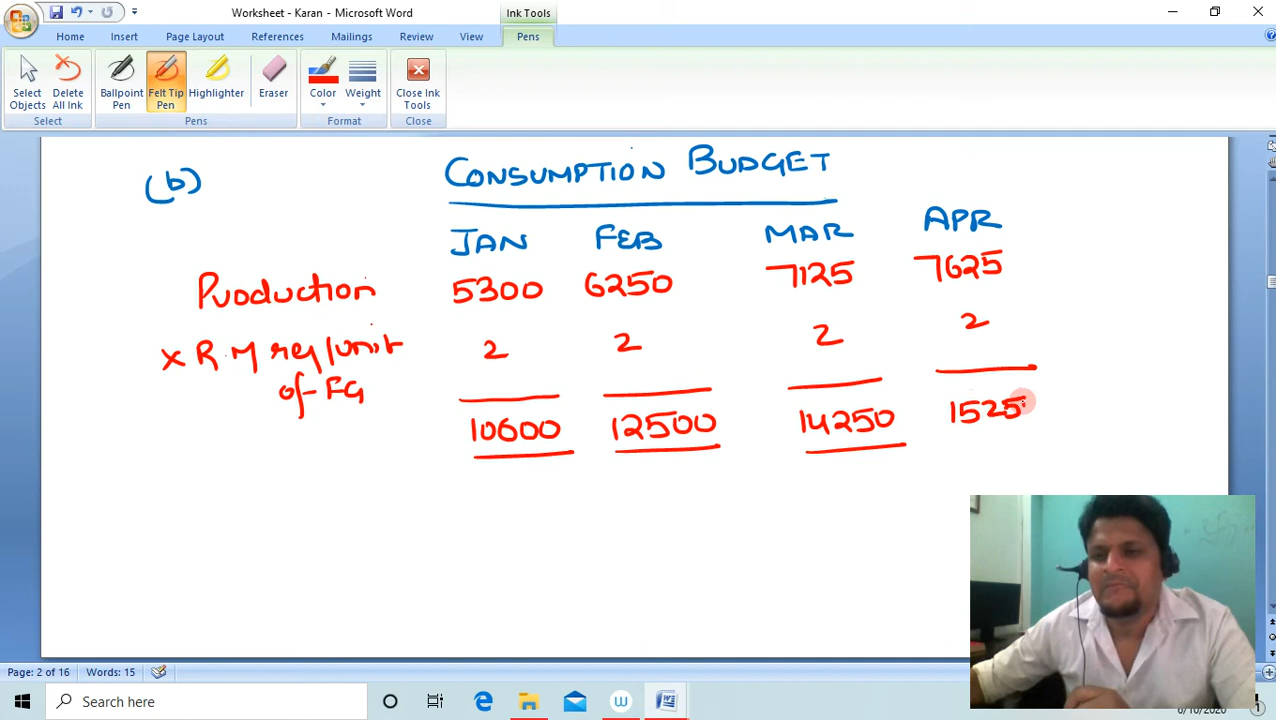 Worksheet - Karan - Microsoft Word
Ink Tools
Home Insert Page Layout References Mailings Review View Pens
Select Objects
Delete All Ink
Ballpoint Pen
Felt Tip Pen
Highlighter
Eraser
Color
Weight
Close Ink Tools
Select Pens Format Close
(b) CONSUMPTION BUDGET
JAN FEB MAR APR
Production 5300 6250 7125 7625
x R.M req/unit 2 2 2 2
of FG
10600 12500 14250 1525
Page: 2 of 16 Words: 15
Search here
6/10/2020